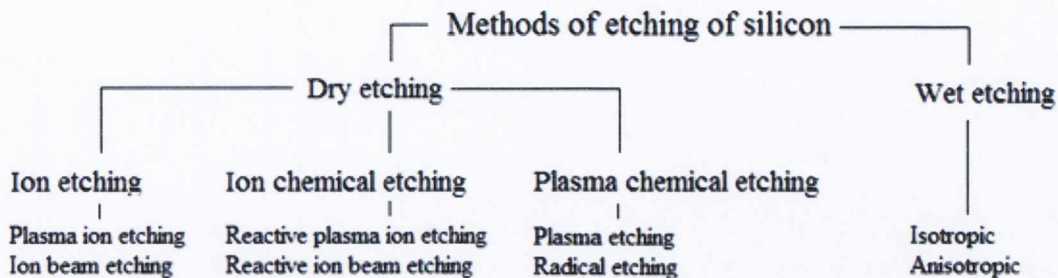 Methods of etching of silicon
Dry etching
Wet etching
Ion etching
Ion chemical etching
Plasma chemical etching
Plasma ion etching
Ion beam etching
Reactive plasma ion etching
Reactive ion beam etching
Plasma etching
Radical etching
Isotropic
Anisotropic